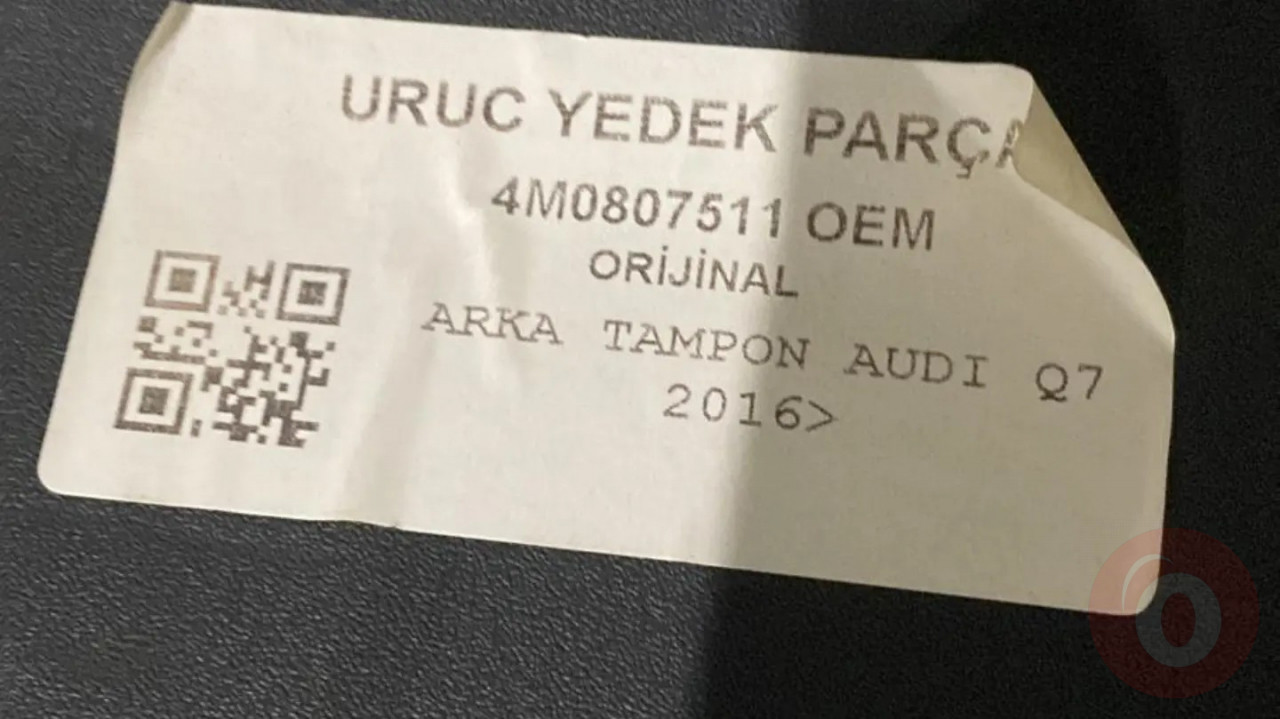 URUC YEDEK PARÇA
4M0807511 OEM
ORİJİNAL
ARKA TAMPON AUDI Q7
2016>